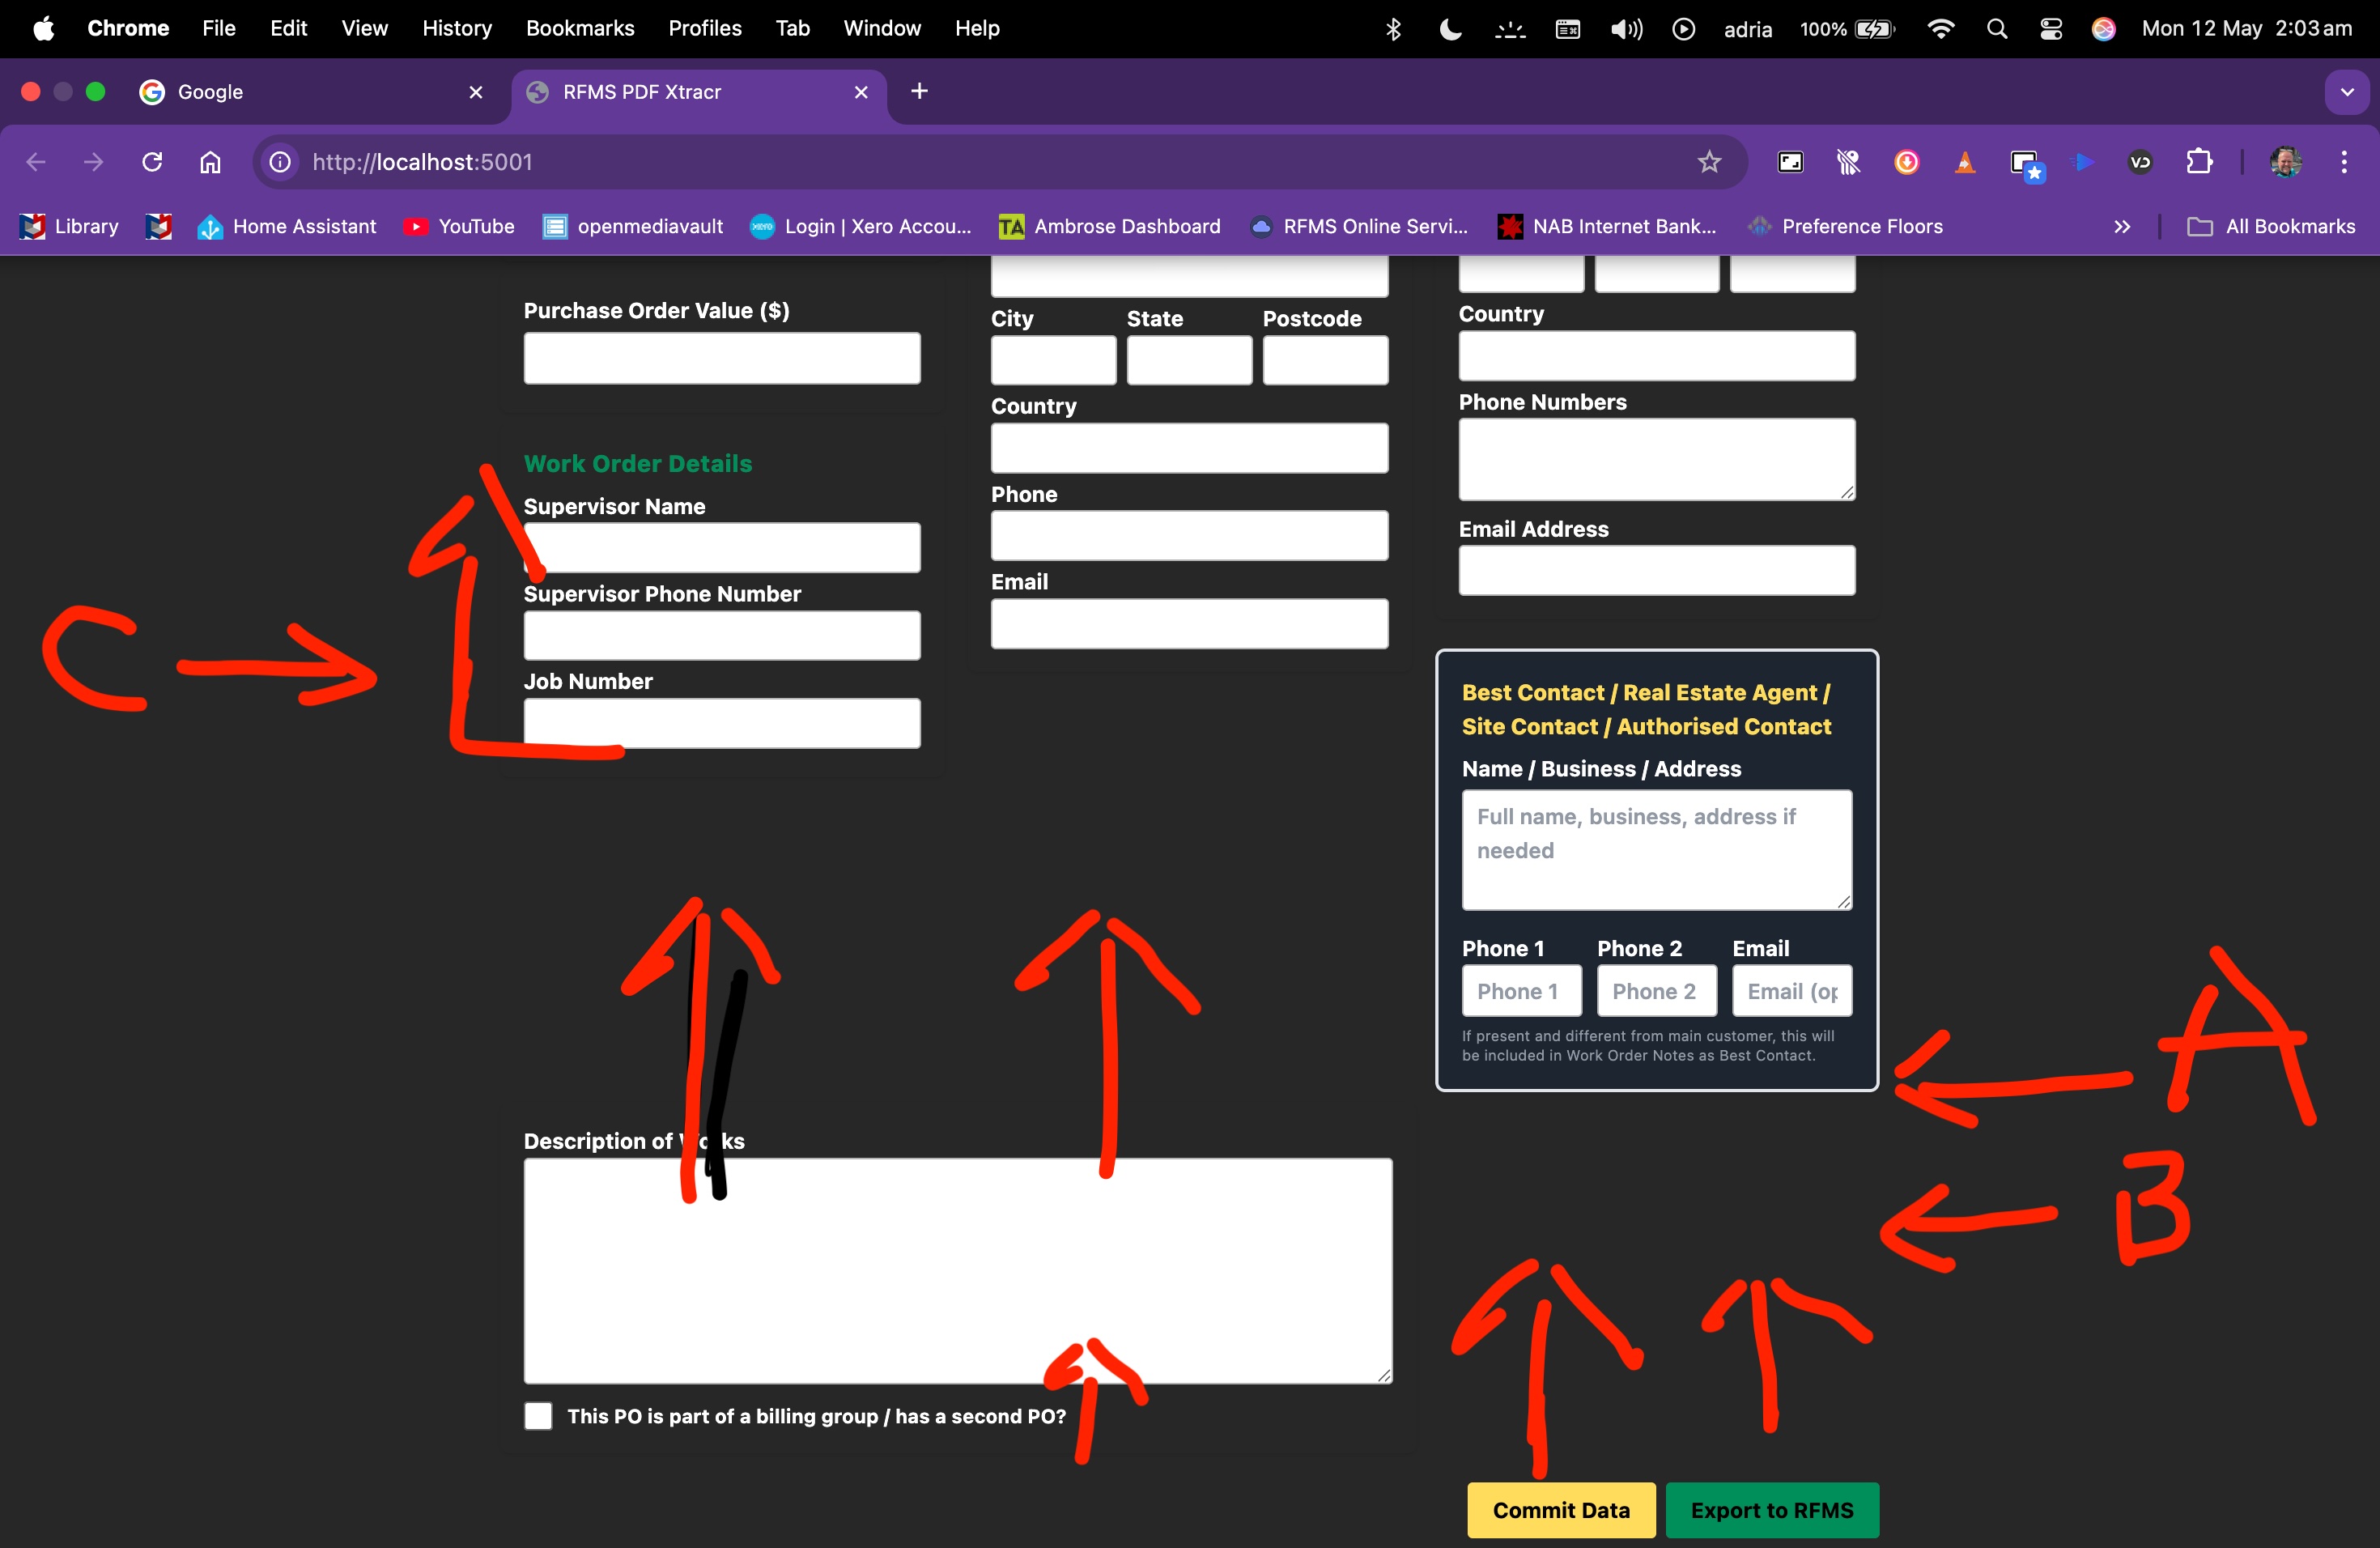 Chrome File Edit View History Bookmarks Profiles Tab Window Help adria 100% Mon 12 May 2:03 am
Google RFMS PDF Xtracr
http://localhost:5001
Library Home Assistant YouTube openmediavault Login | Xero Accou... Ambrose Dashboard RFMS Online Servi... NAB Internet Bank... Preference Floors All Bookmarks
Purchase Order Value ($)
Work Order Details
Supervisor Name
Supervisor Phone Number
Job Number
C
City State Postcode
Country
Phone
Email
Country
Phone Numbers
Email Address
Best Contact / Real Estate Agent /
Site Contact / Authorised Contact
Name / Business / Address
Full name, business, address if
needed
Phone 1 Phone 2 Email
Phone 1 Phone 2 Email (op
If present and different from main customer, this will
be included in Work Order Notes as Best Contact.
A
B
Description of Works
This PO is part of a billing group / has a second PO?
Commit Data Export to RFMS